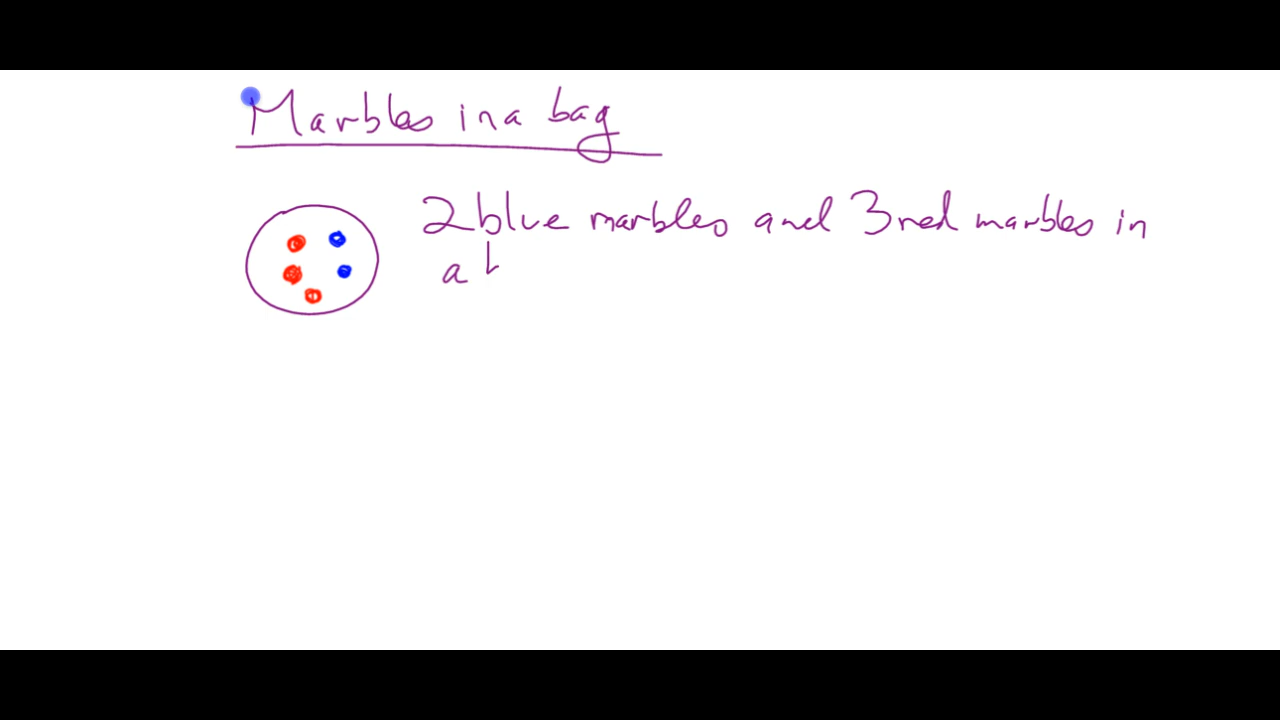 Marbles in a bag
2 blue marbles and 3 red marbles in
a